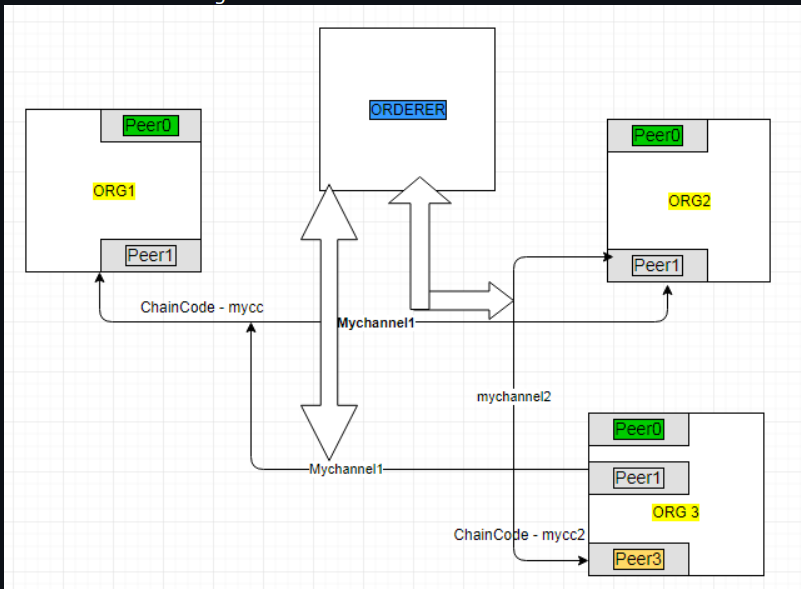 ORDERER
Peer0
ORG1
Peer1
Peer0
ORG2
Peer1
ChainCode - mycc
Mychannel1
mychannel2
Mychannel1
Peer0
Peer1
ORG 3
ChainCode - mycc2
Peer3